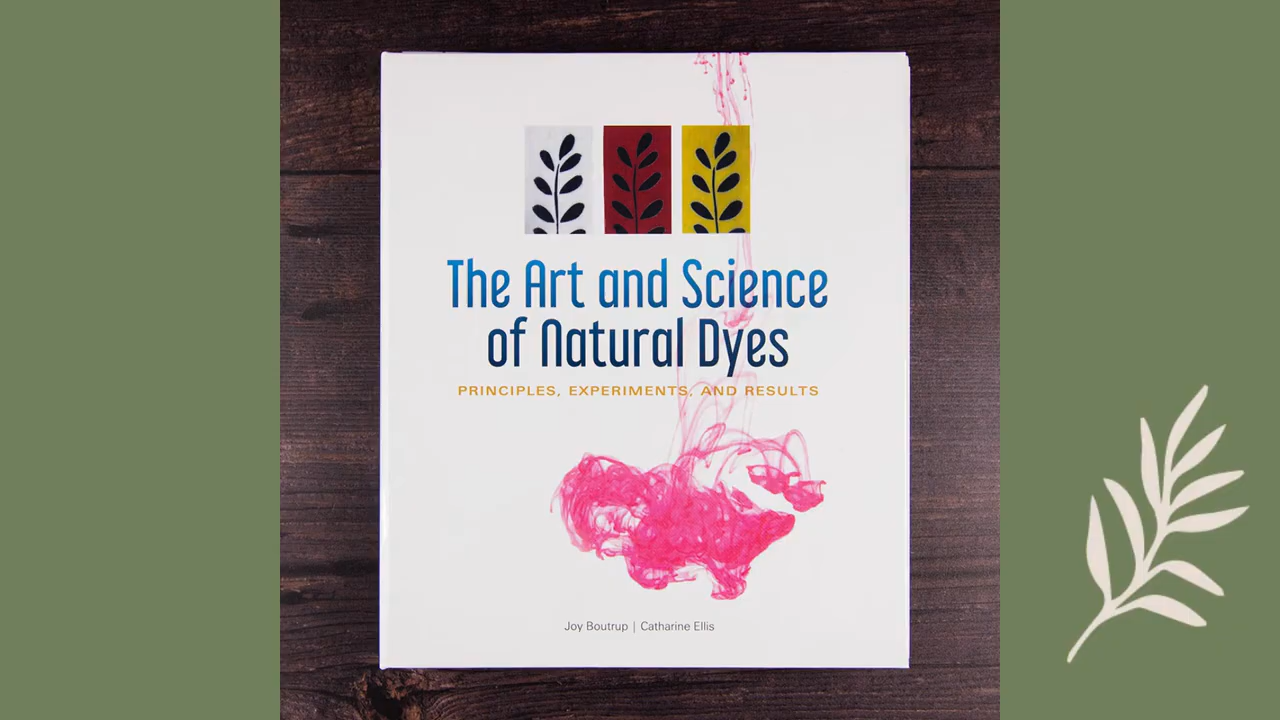 The Art and Science
of Natural Dyes
PRINCIPLES, EXPERIMENTS, AND RESULTS
Joy Boutrup | Catharine Ellis